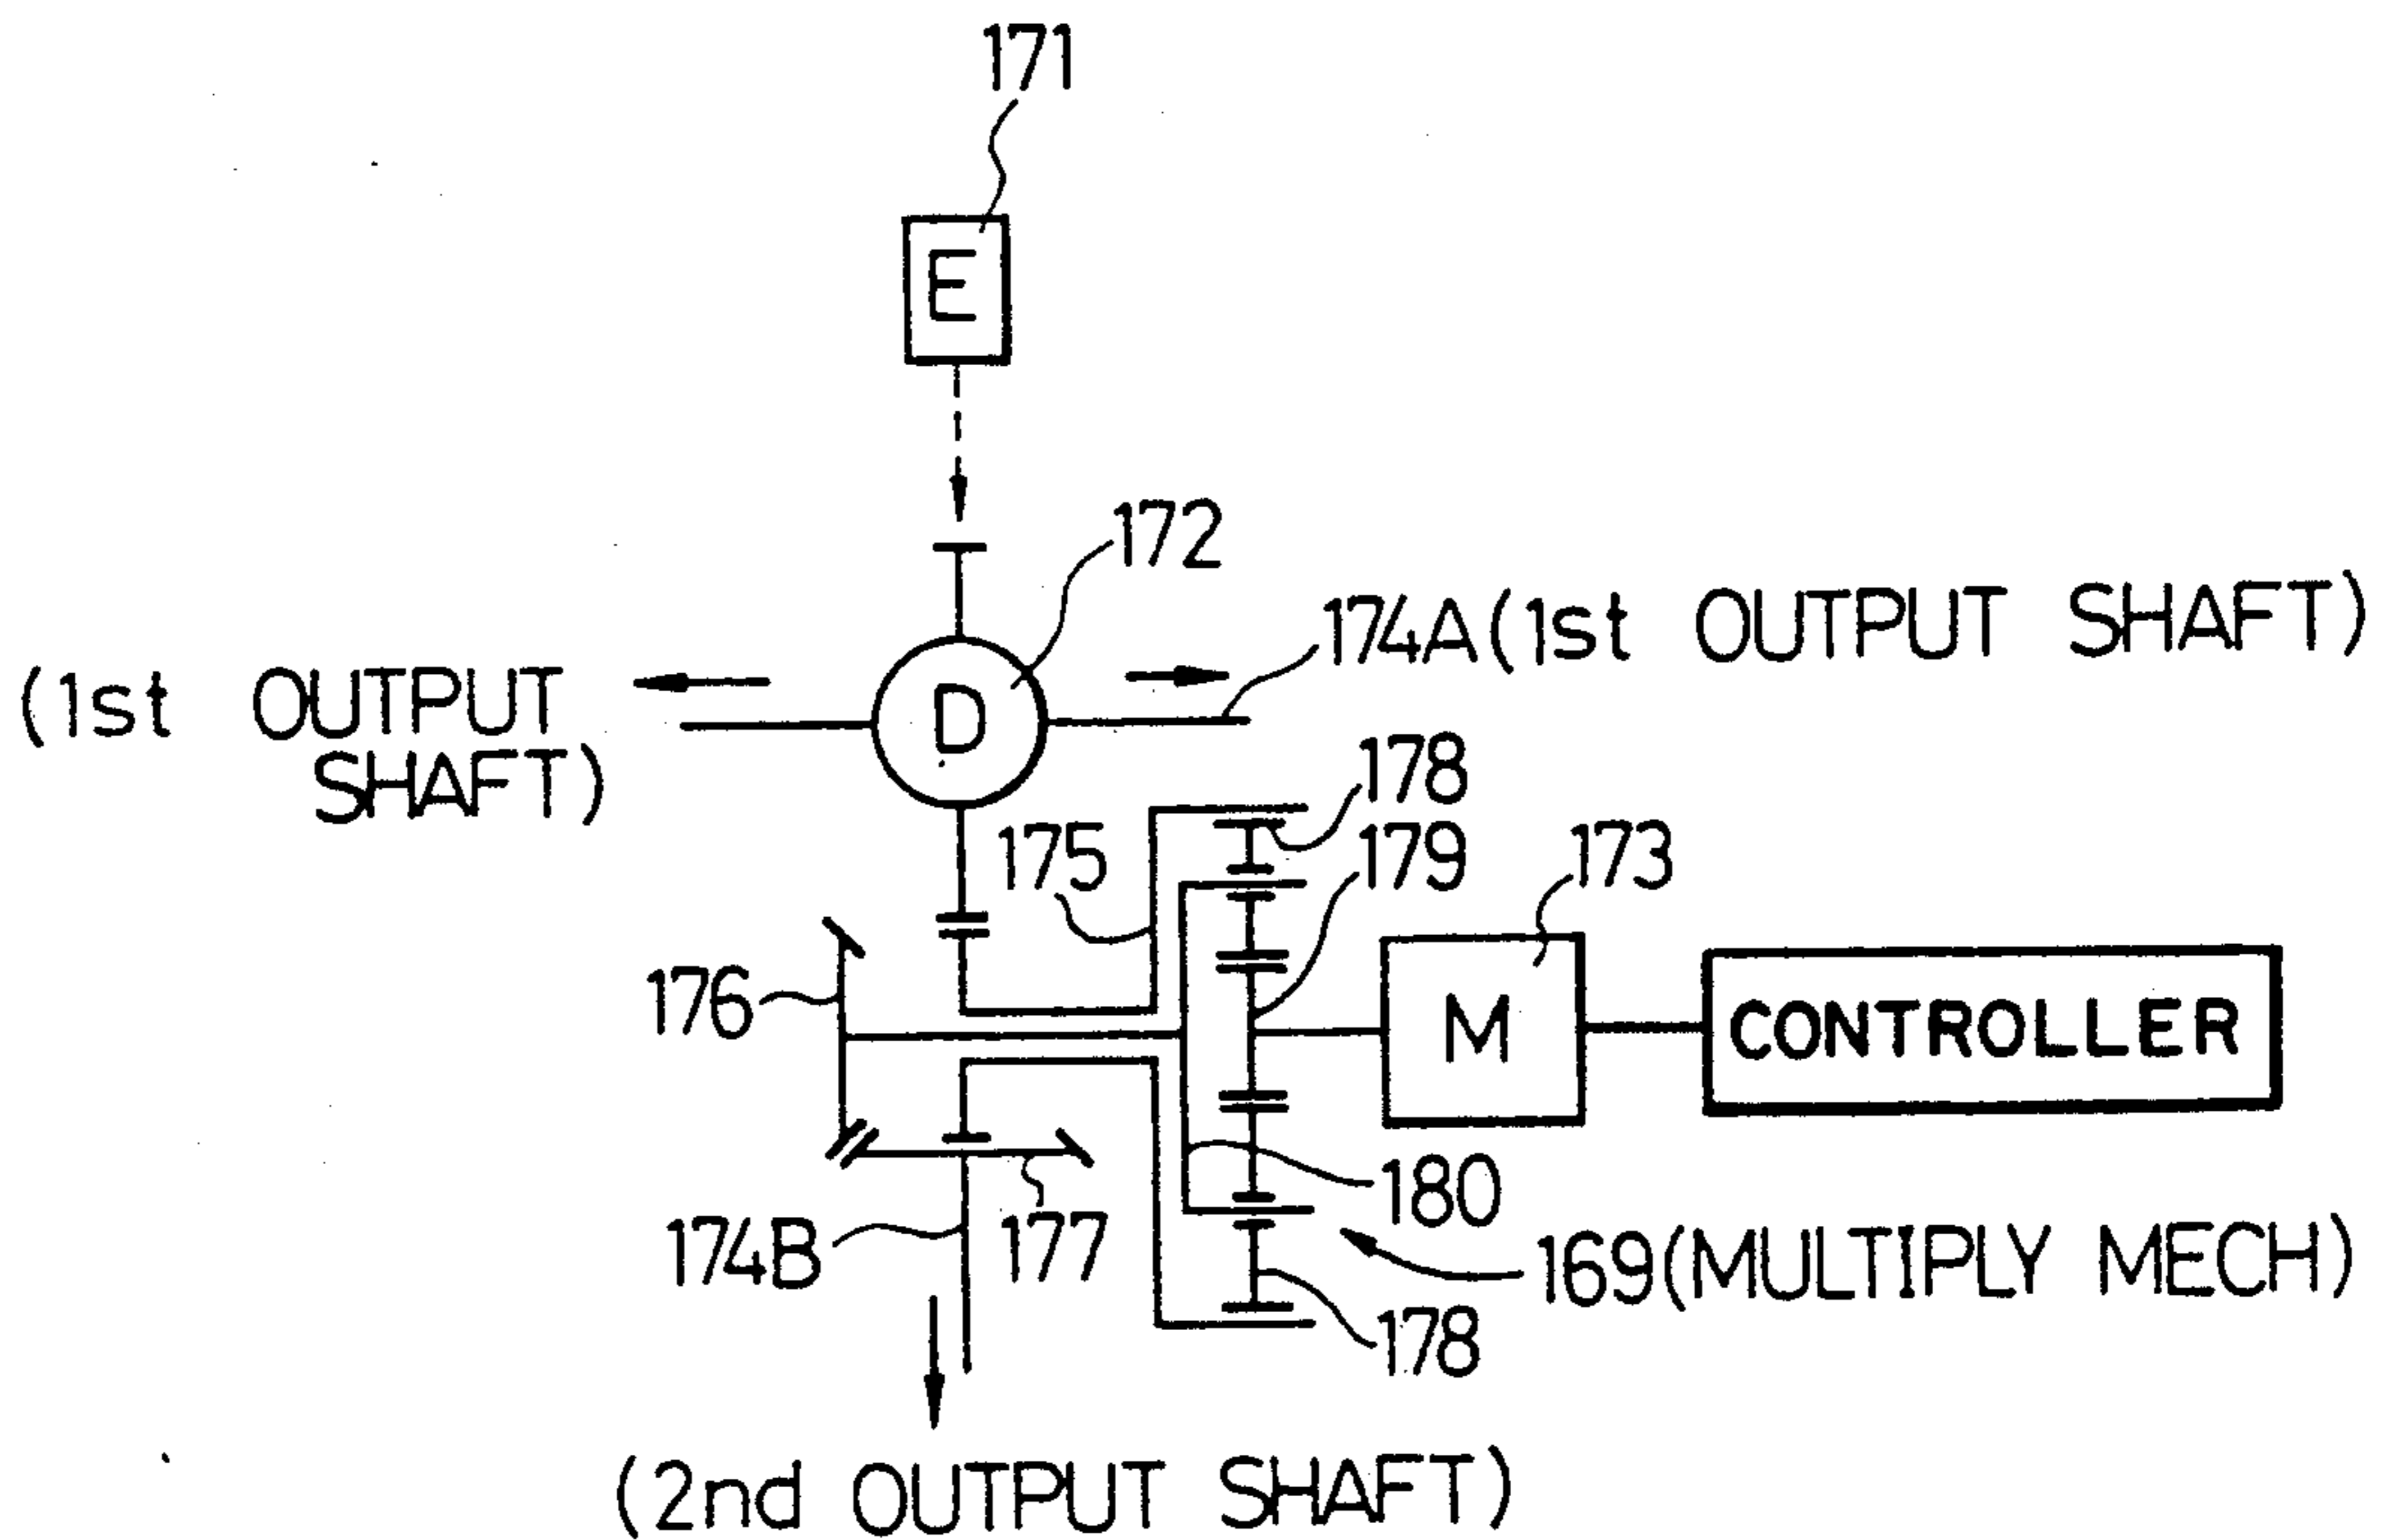 171
E
172
174A(1st OUTPUT SHAFT)
(1st OUTPUT
SHAFT)
D
178
175
179
173
176
M
CONTROLLER
180
174B
177
169(MULTIPLY MECH)
178
(2nd OUTPUT SHAFT)